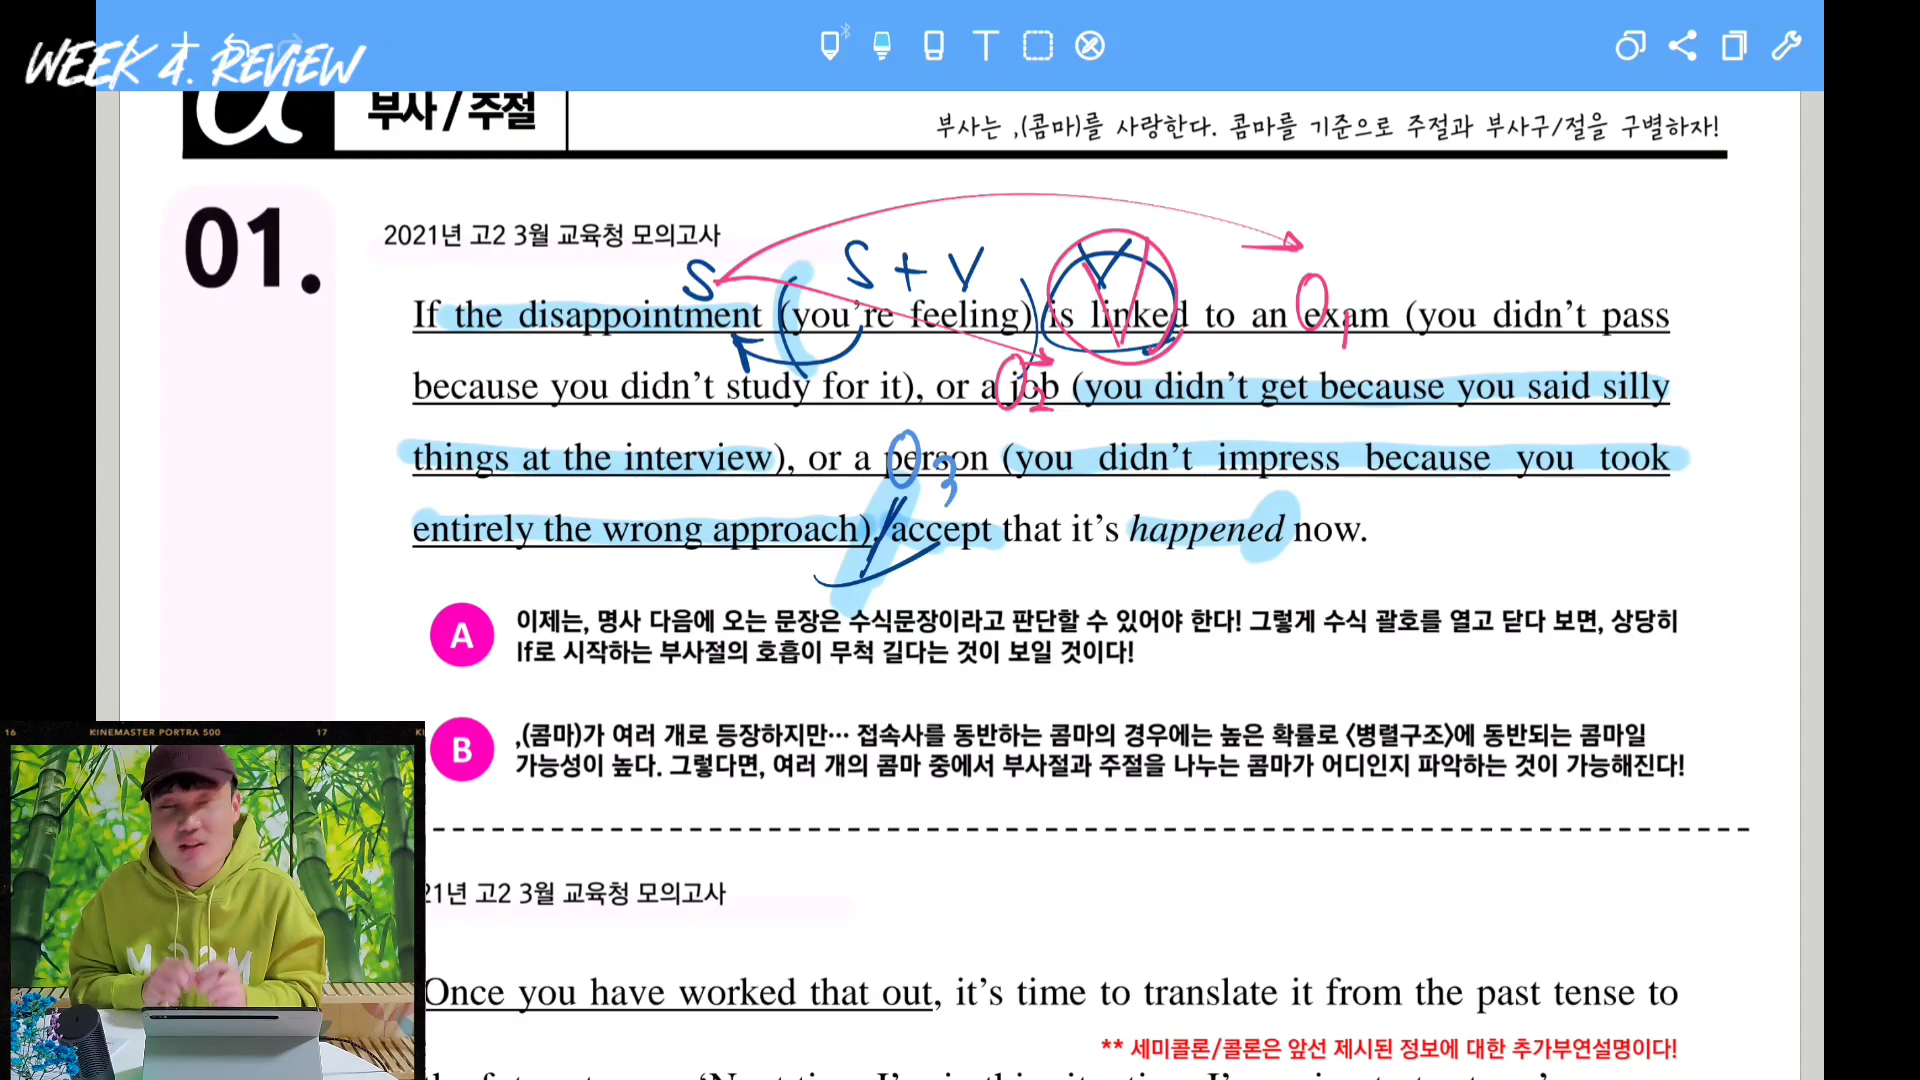 WEEK 4. REVIEW
a 부사/주절
부사는 ,(콤마)를 사랑한다. 콤마를 기준으로 주절과 부사구/절을 구별하자!
01.
2021년 고2 3월 교육청 모의고사
S S + V V O1
If the disappointment (you're feeling) is linked to an exam (you didn't pass
because you didn't study for it), or a job (you didn't get because you said silly
O2
things at the interview), or a person (you didn't impress because you took
O3
entirely the wrong approach), accept that it's happened now.
A 이제는, 명사 다음에 오는 문장은 수식문장이라고 판단할 수 있어야 한다! 그렇게 수식 괄호를 열고 닫다 보면, 상당히
If로 시작하는 부사절의 호흡이 무척 길다는 것이 보일 것이다!
B ,(콤마)가 여러 개로 등장하지만… 접속사를 동반하는 콤마의 경우에는 높은 확률로 〈병렬구조〉에 동반되는 콤마일
가능성이 높다. 그렇다면, 여러 개의 콤마 중에서 부사절과 주절을 나누는 콤마가 어디인지 파악하는 것이 가능해진다!
16 KINEMASTER PORTRA 500 17
21년 고2 3월 교육청 모의고사
Once you have worked that out, it's time to translate it from the past tense to
** 세미콜론/콜론은 앞선 제시된 정보에 대한 추가부연설명이다!